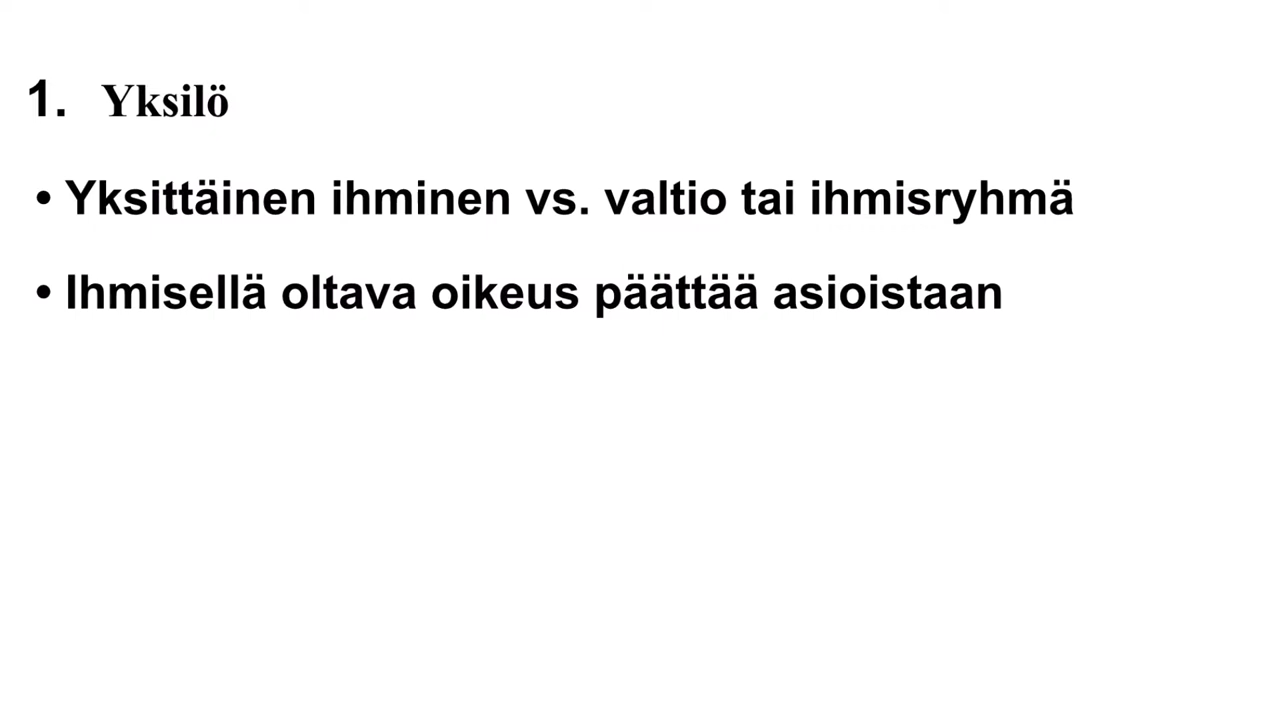 1. Yksilö
• Yksittäinen ihminen vs. valtio tai ihmisryhmä
• Ihmisellä oltava oikeus päättää asioistaan